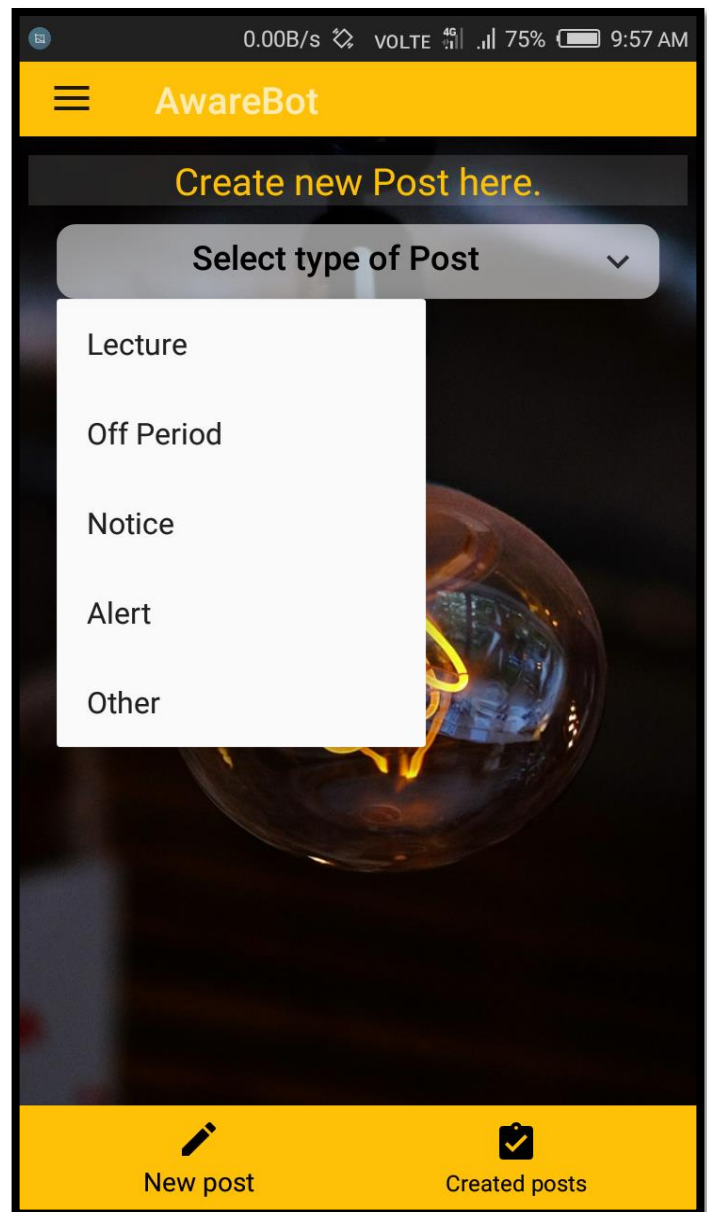 0.00B/s VOLTE 4G 75% 9:57 AM
AwareBot
Create new Post here.
Select type of Post
Lecture
Off Period
Notice
Alert
Other
New post Created posts